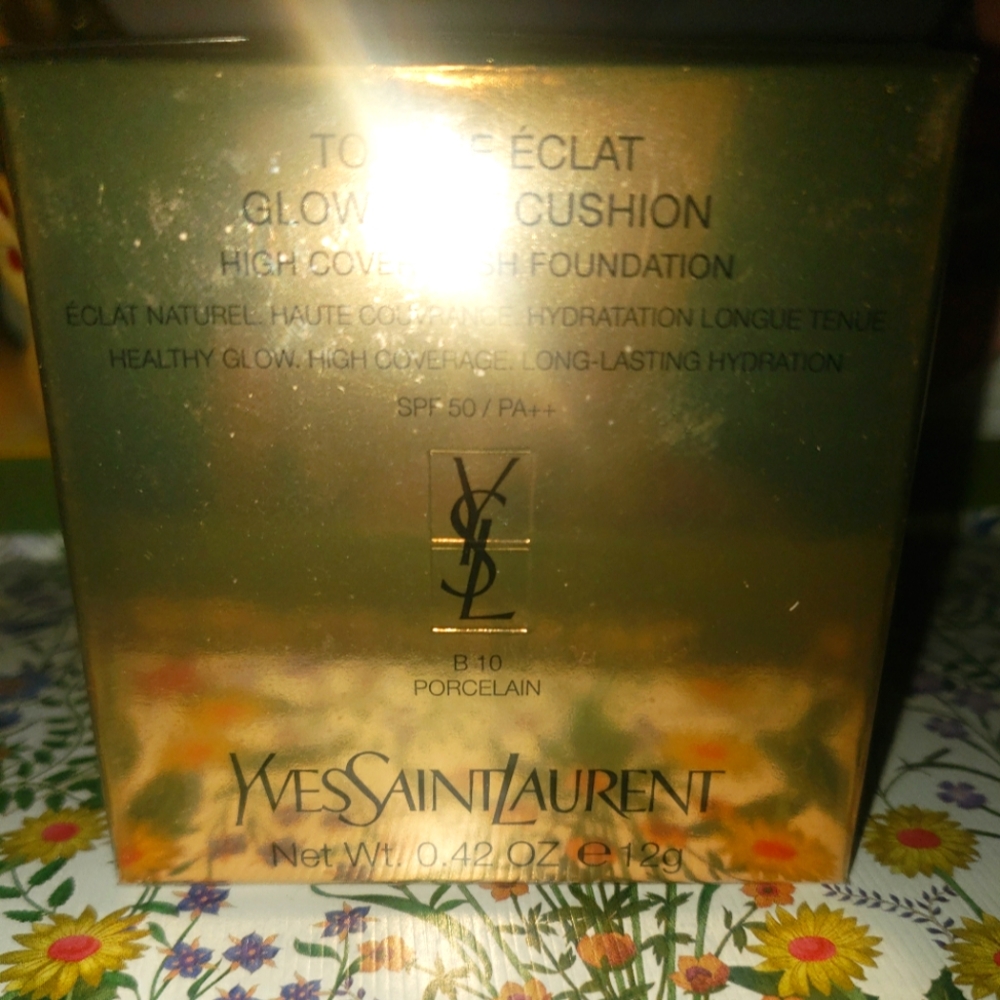 ÉCLAT
CUSHION
HIGH FOUNDATION
ÉCLAT NATUREL. HAUTE COUVRANCE. HYDRATATION LONGUE TENUE
HEALTHY GLOW. HIGH COVERAGE. LONG-LASTING HYDRATION
SPF 50 / PA++
YSL
B 10
PORCELAIN
YVESSAINTLAURENT
Net Wt. 0.42 OZ e 12g